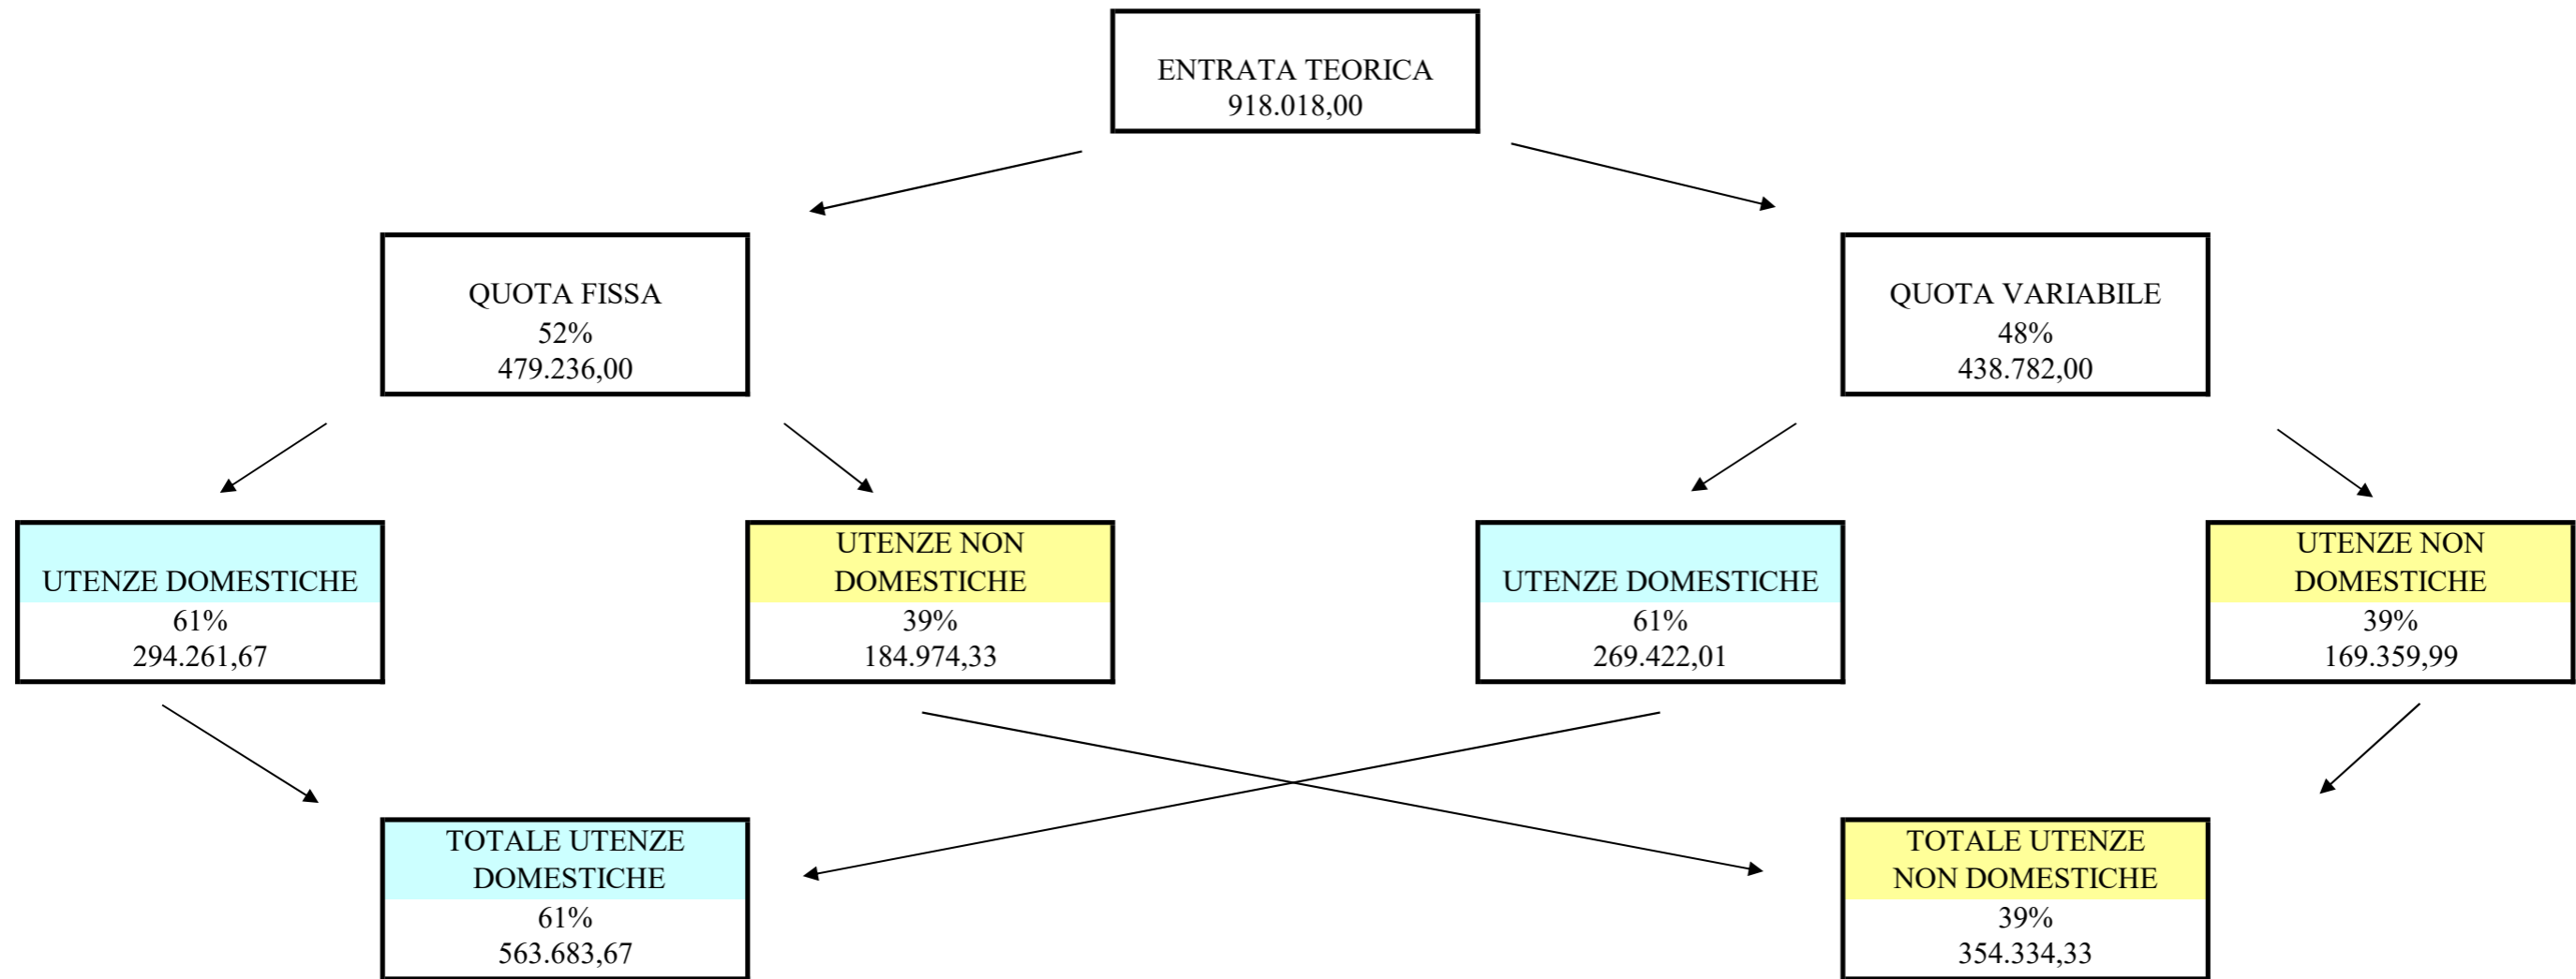 ENTRATA TEORICA
918.018,00
QUOTA FISSA
52%
479.236,00
QUOTA VARIABILE
48%
438.782,00
UTENZE DOMESTICHE
61%
294.261,67
UTENZE NON
DOMESTICHE
39%
184.974,33
UTENZE DOMESTICHE
61%
269.422,01
UTENZE NON
DOMESTICHE
39%
169.359,99
TOTALE UTENZE
DOMESTICHE
61%
563.683,67
TOTALE UTENZE
NON DOMESTICHE
39%
354.334,33